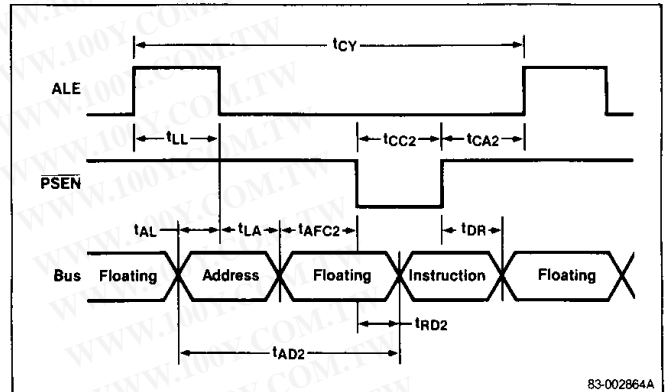 tCY
ALE
tLL
tCC2
tCA2
PSEN
tAL
tLA
tAFC2
tDR
Bus
Floating
Address
Floating
Instruction
Floating
tRD2
tAD2
83-002864A
WWW.100Y.COM.TW